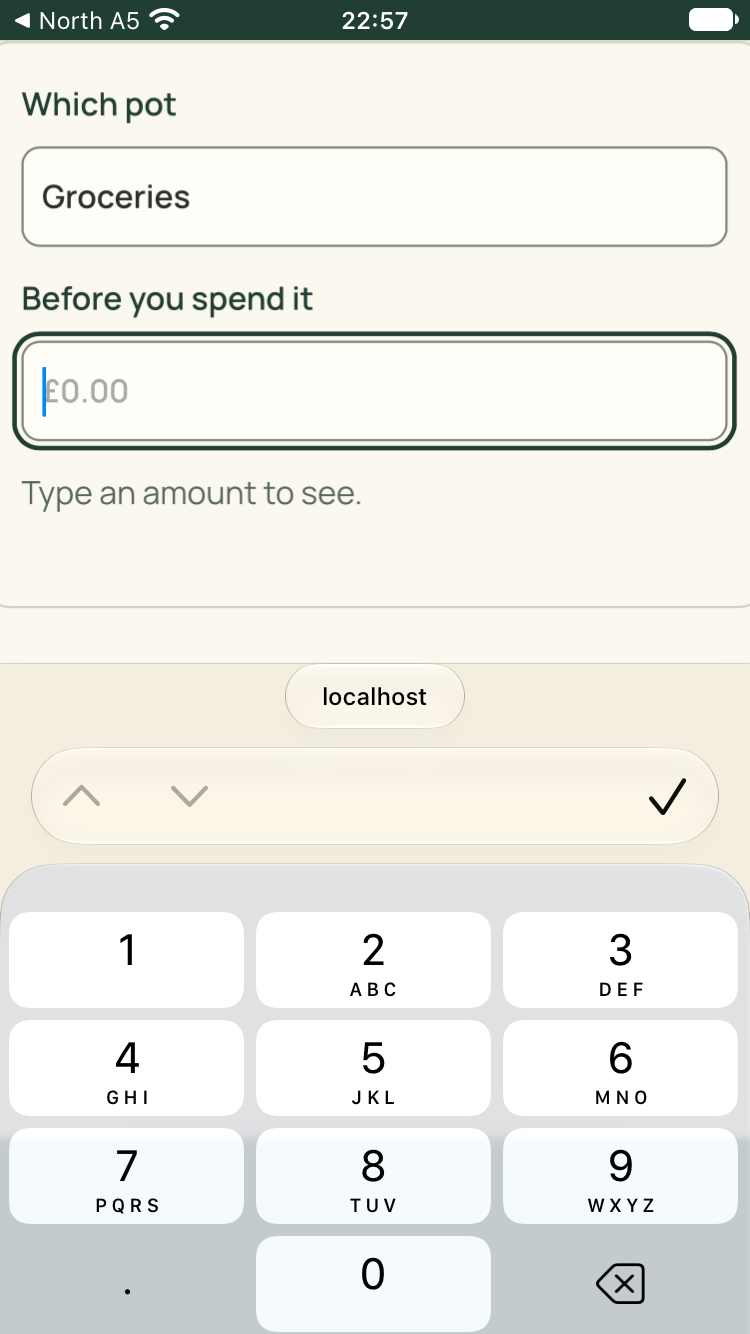 North A5
22:57
Which pot
Groceries
Before you spend it
£0.00
Type an amount to see.
localhost
1
2
ABC
3
DEF
4
GHI
5
JKL
6
MNO
7
PQRS
8
TUV
9
WXYZ
.
0